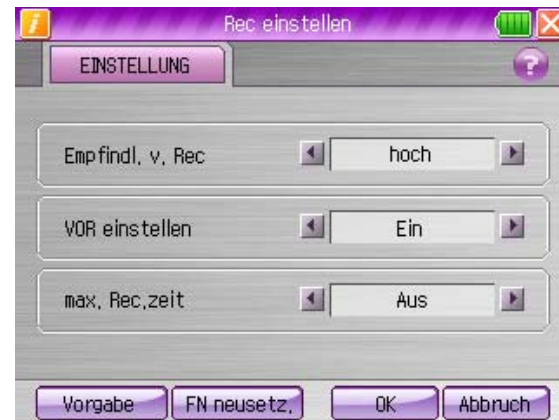 Rec einstellen
EINSTELLUNG
?
Empfindl. v. Rec hoch
VOR einstellen Ein
max. Rec.zeit Aus
Vorgabe FN neusetz. OK Abbruch